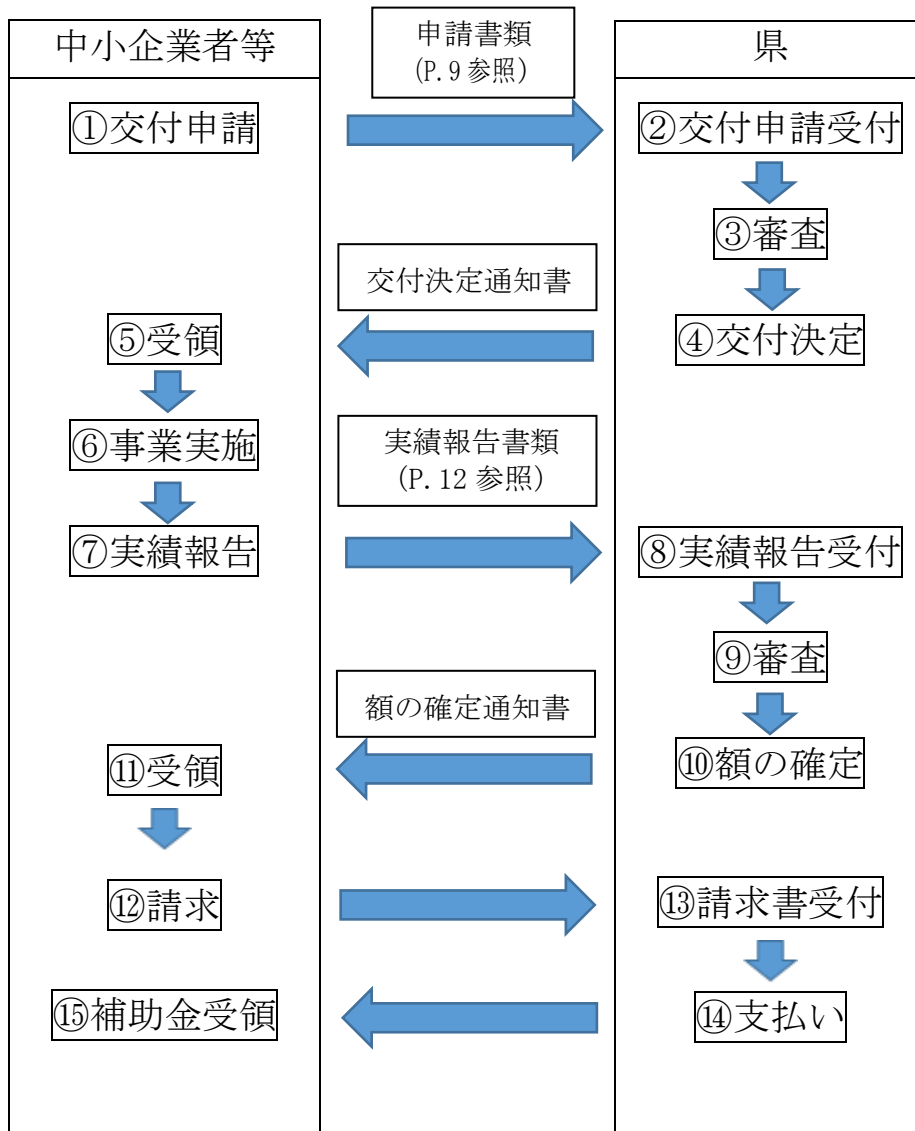 中小企業者等
申請書類
(P.9 参照)
県
①交付申請
②交付申請受付
③審査
交付決定通知書
⑤受領
④交付決定
⑥事業実施
実績報告書類
(P.12 参照)
⑦実績報告
⑧実績報告受付
⑨審査
額の確定通知書
⑪受領
⑩額の確定
⑫請求
⑬請求書受付
⑮補助金受領
⑭支払い